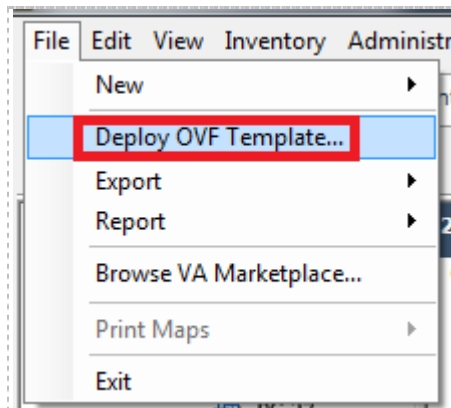 File Edit View Inventory
New
Deploy OVF Template...
Export
Report
Browse VA Marketplace...
Print Maps
Exit